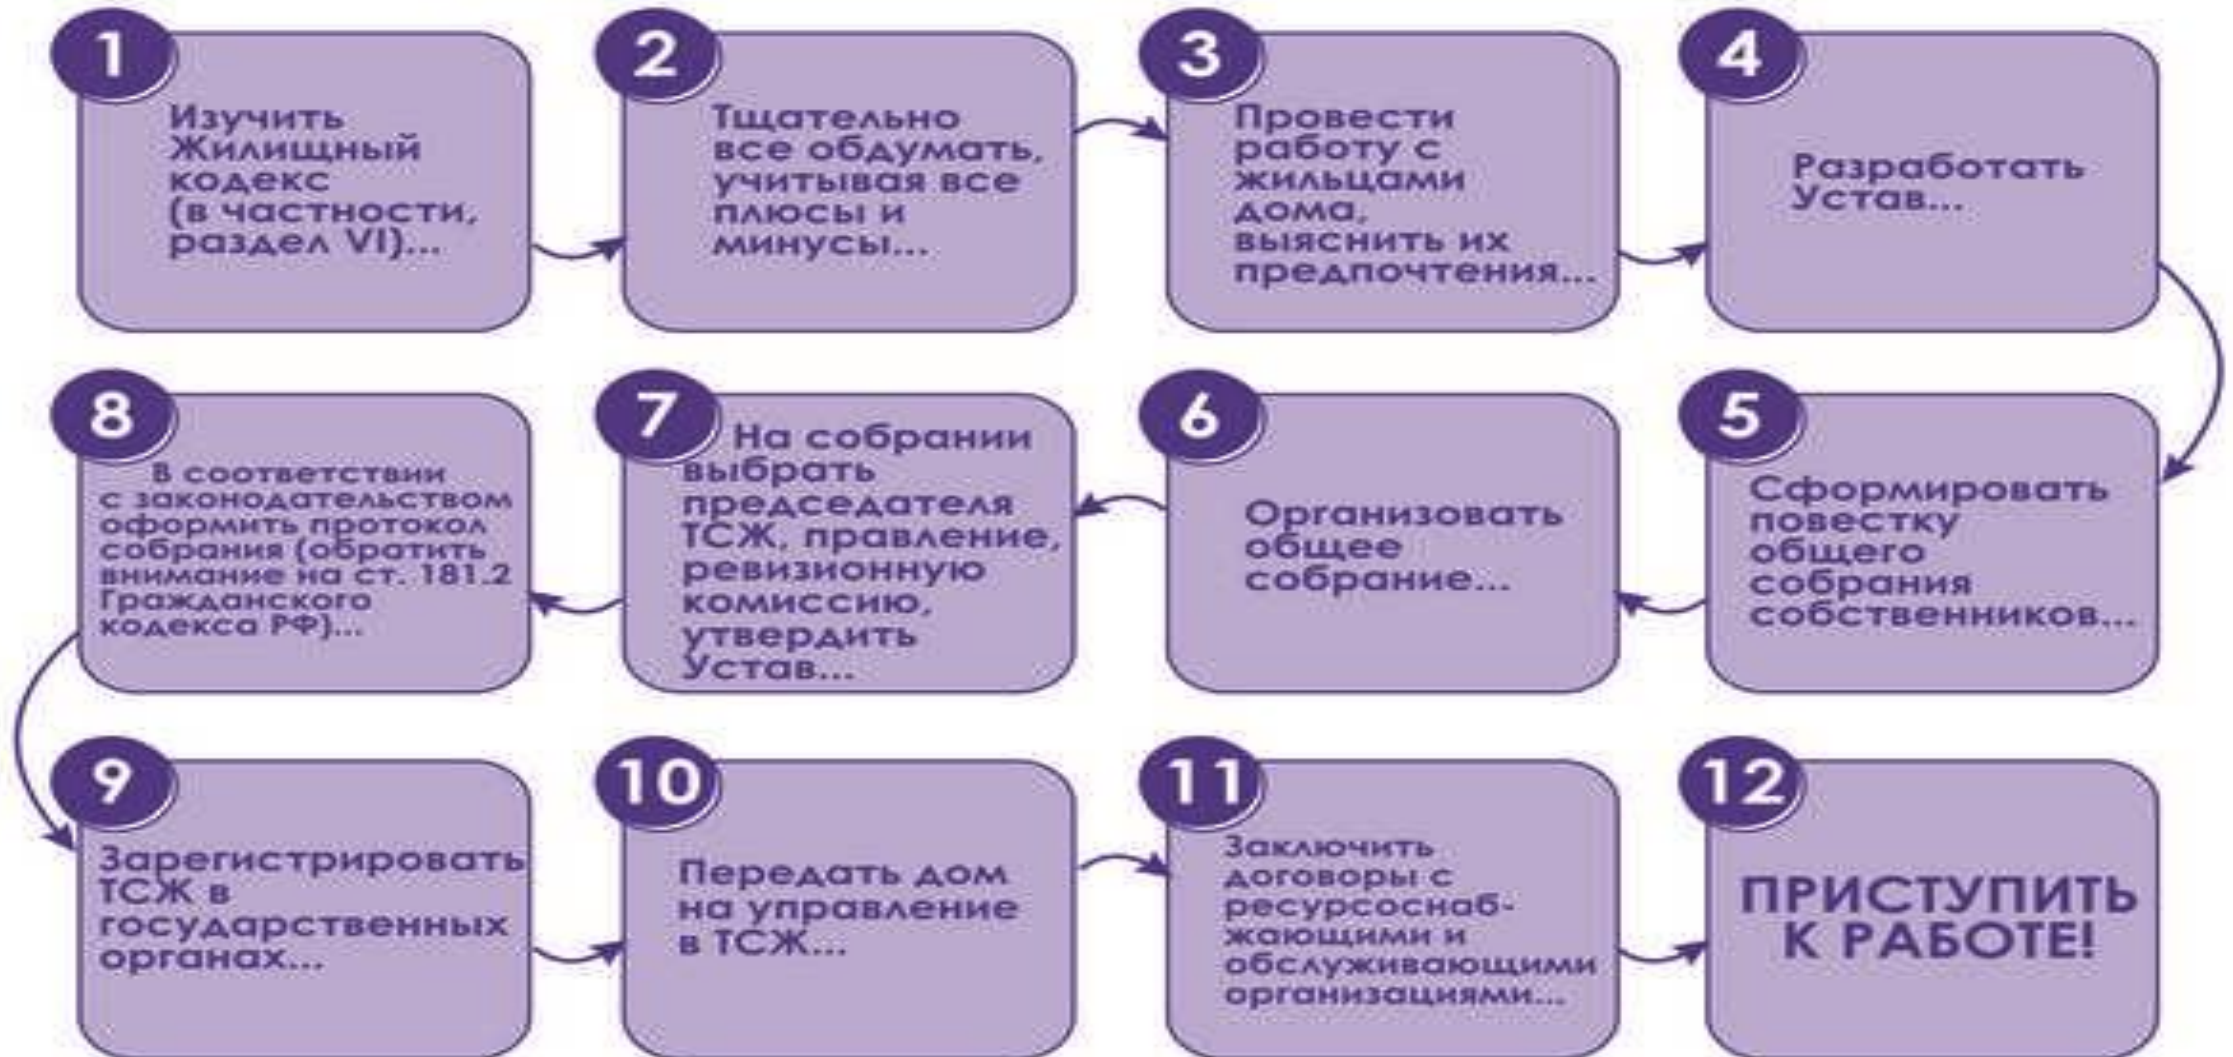 1
Изучить
Жилищный
кодекс
(в частности,
раздел VI)...
2
Тщательно
все обдумать,
учитывая все
плюсы и
минусы...
3
Провести
работу с
жильцами
дома,
выяснить их
предпочтения...
4
Разработать
Устав...
5
Сформировать
повестку
общего
собрания
собственников...
6
Организовать
общее
собрание...
7
На собрании
выбрать
председателя
ТСЖ, правление,
ревизионную
комиссию,
утвердить
Устав...
8
В соответствии
с законодательством
оформить протокол
собрания (обратить
внимание на ст. 181.2
Гражданского
кодекса РФ)...
9
Зарегистрировать
ТСЖ в
государственных
органах...
10
Передать дом
на управление
в ТСЖ...
11
Заключить
договоры с
ресурсоснаб-
жающими и
обслуживающими
организациями...
12
ПРИСТУПИТЬ
К РАБОТЕ!